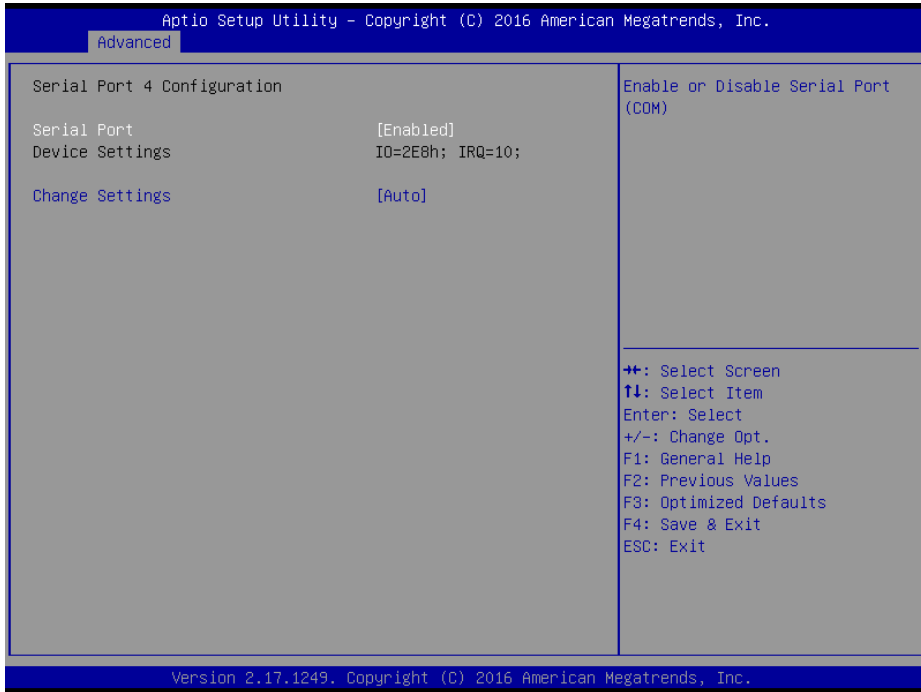 Aptio Setup Utility – Copyright (C) 2016 American Megatrends, Inc.
Advanced
Serial Port 4 Configuration
Serial Port [Enabled]
Device Settings IO=2E8h; IRQ=10;
Change Settings [Auto]
Enable or Disable Serial Port
(COM)
→←: Select Screen
↑↓: Select Item
Enter: Select
+/-: Change Opt.
F1: General Help
F2: Previous Values
F3: Optimized Defaults
F4: Save & Exit
ESC: Exit
Version 2.17.1249. Copyright (C) 2016 American Megatrends, Inc.